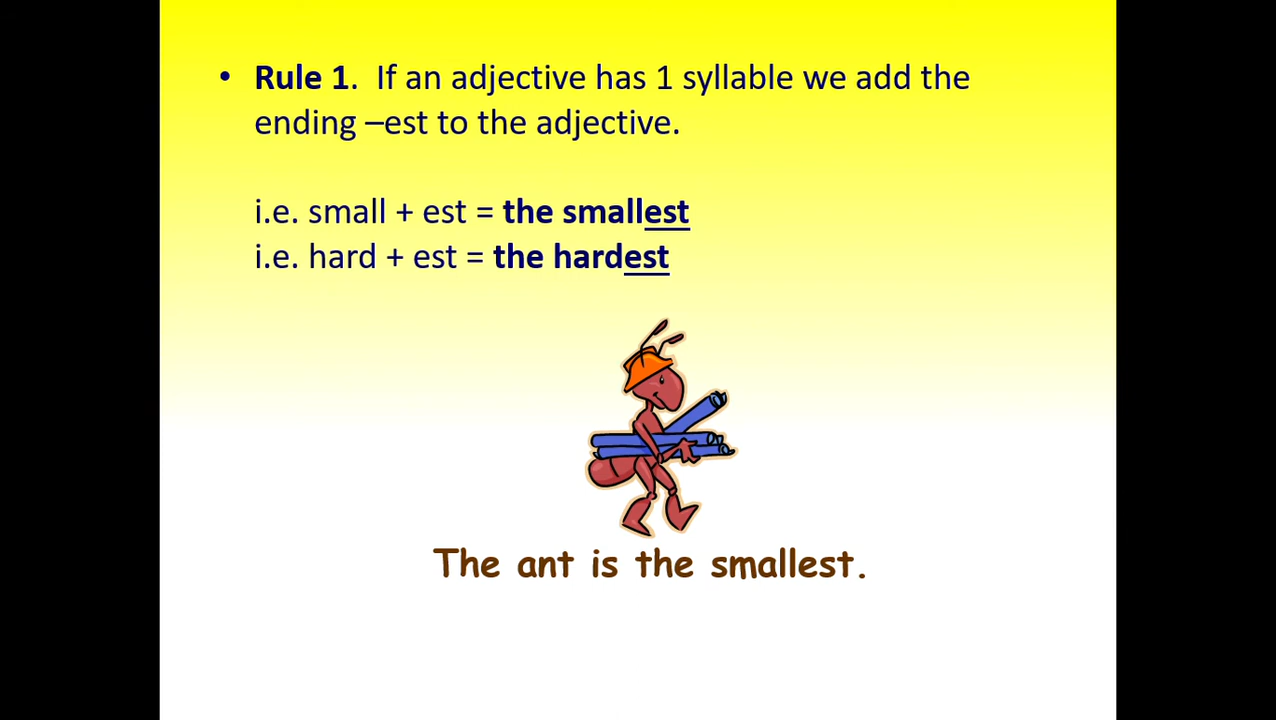 • Rule 1.  If an adjective has 1 syllable we add the
ending –est to the adjective.
i.e. small + est = the smallest
i.e. hard + est = the hardest
The ant is the smallest.